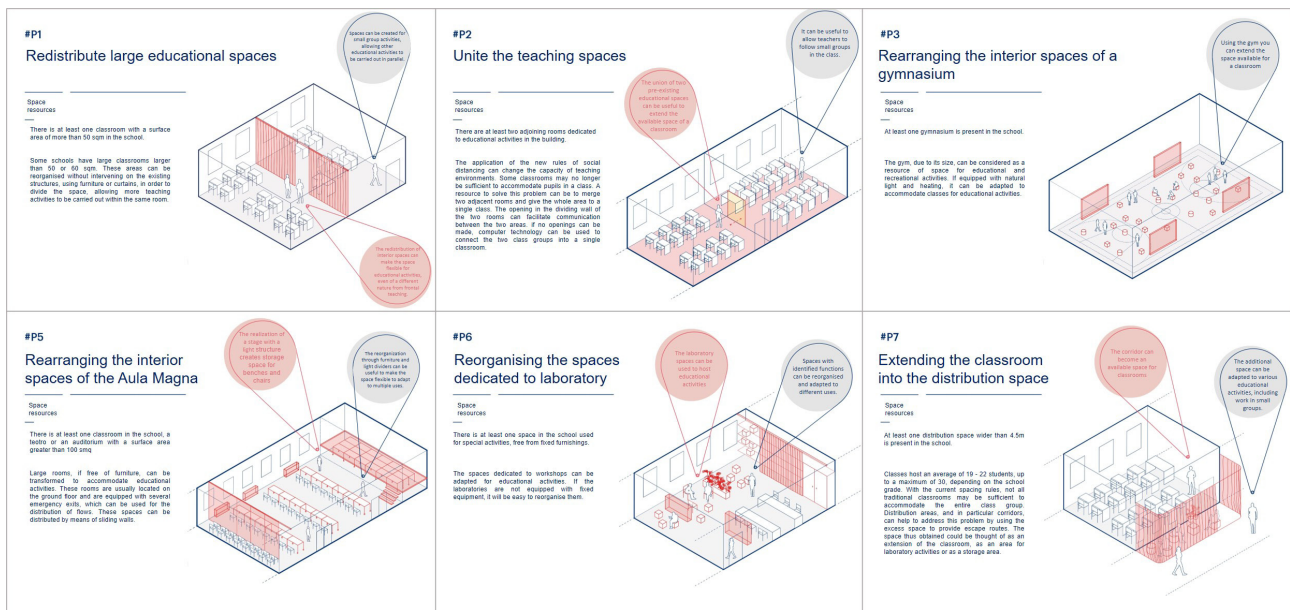 #P1
Redistribute large educational spaces
Spaces can be created for
small group activities,
allowing other
educational activities to
be carried out in parallel.
Space
resources
There is at least one classroom with a surface
area of more than 50 sqm in the school.
Some schools have large classrooms larger
than 50 or 60 sqm. These areas can be
reorganised without intervening on the existing
structures, using furniture or curtains, in order to
divide the space, allowing more teaching
activities to be carried out within the same room.
The redistribution of
interior spaces can
make the space
flexible for
educational activities,
even of a different
nature from frontal
teaching.
#P2
Unite the teaching spaces
It can be useful to
allow teachers to
follow small groups
in the class.
The union of two
pre-existing
educational spaces
can be useful to
extend the
available space of a
classroom
Space
resources
There are at least two adjoining rooms dedicated
to educational activities in the building.
The application of the new rules of social
distancing can change the capacity of teaching
environments. Some classrooms may no longer
be sufficient to accommodate pupils in a class. A
resource to solve this problem can be to merge
two adjacent rooms and give the whole area to a
single class. The opening in the dividing wall of
the two rooms can facilitate communication
between the two areas. if no openings can be
made, computer technology can be used to
connect the two class groups into a single
classroom.
#P3
Rearranging the interior spaces of a
gymnasium
Using the gym you
can extend the
space available for
a classroom
Space
resources
At least one gymnasium is present in the school.
The gym, due to its size, can be considered as a
resource of space for educational and
recreational activities. If equipped with natural
light and heating, it can be adapted to
accommodate classes for educational activities.
#P5
Rearranging the interior
spaces of the Aula Magna
The realisation of
a stage with a
light structure
creates storage
space for
benches and
chairs
The reorganization
through furniture and
light dividers can be
useful to make the
space flexible to adapt
to multiple uses.
Space
resources
There is at least one classroom in the school, a
teotro or an auditorium with a surface area
greater than 100 smq
Large rooms, if free of furniture, can be
transformed to accommodate educational
activities. These rooms are usually located on
the ground floor and are equipped with several
emergency exits, which can be used for the
distribution of flows. These spaces can be
distributed by means of sliding walls.
#P6
Reorganising the spaces
dedicated to laboratory
The laboratory
spaces can be
used to host
educational
activities
Spaces with
identified functions
can be reorganised
and adapted to
different uses.
Space
resources
There is at least one space in the school used
for special activities, free from fixed furnishings.
The spaces dedicated to workshops can be
adapted for educational activities. If the
laboratories are not equipped with fixed
equipment, it will be easy to reorganise them.
#P7
Extending the classroom
into the distribution space
The corridor can
become an
available space for
classrooms
The additional
space can be
adapted to various
educational
activities, including
work in small
groups.
Space
resources
At least one distribution space wider than 4.5m
is present in the school.
Classes host an average of 19 - 22 students, up
to a maximum of 30, depending on the school
grade. With the current spacing rules, not all
traditional classrooms may be sufficient to
accommodate the entire class group.
Distribution areas, and in particular corridors,
can help to address this problem by using the
excess space to provide escape routes. The
space thus obtained could be thought of as an
extension of the classroom, as an area for
laboratory activities or as a storage area.